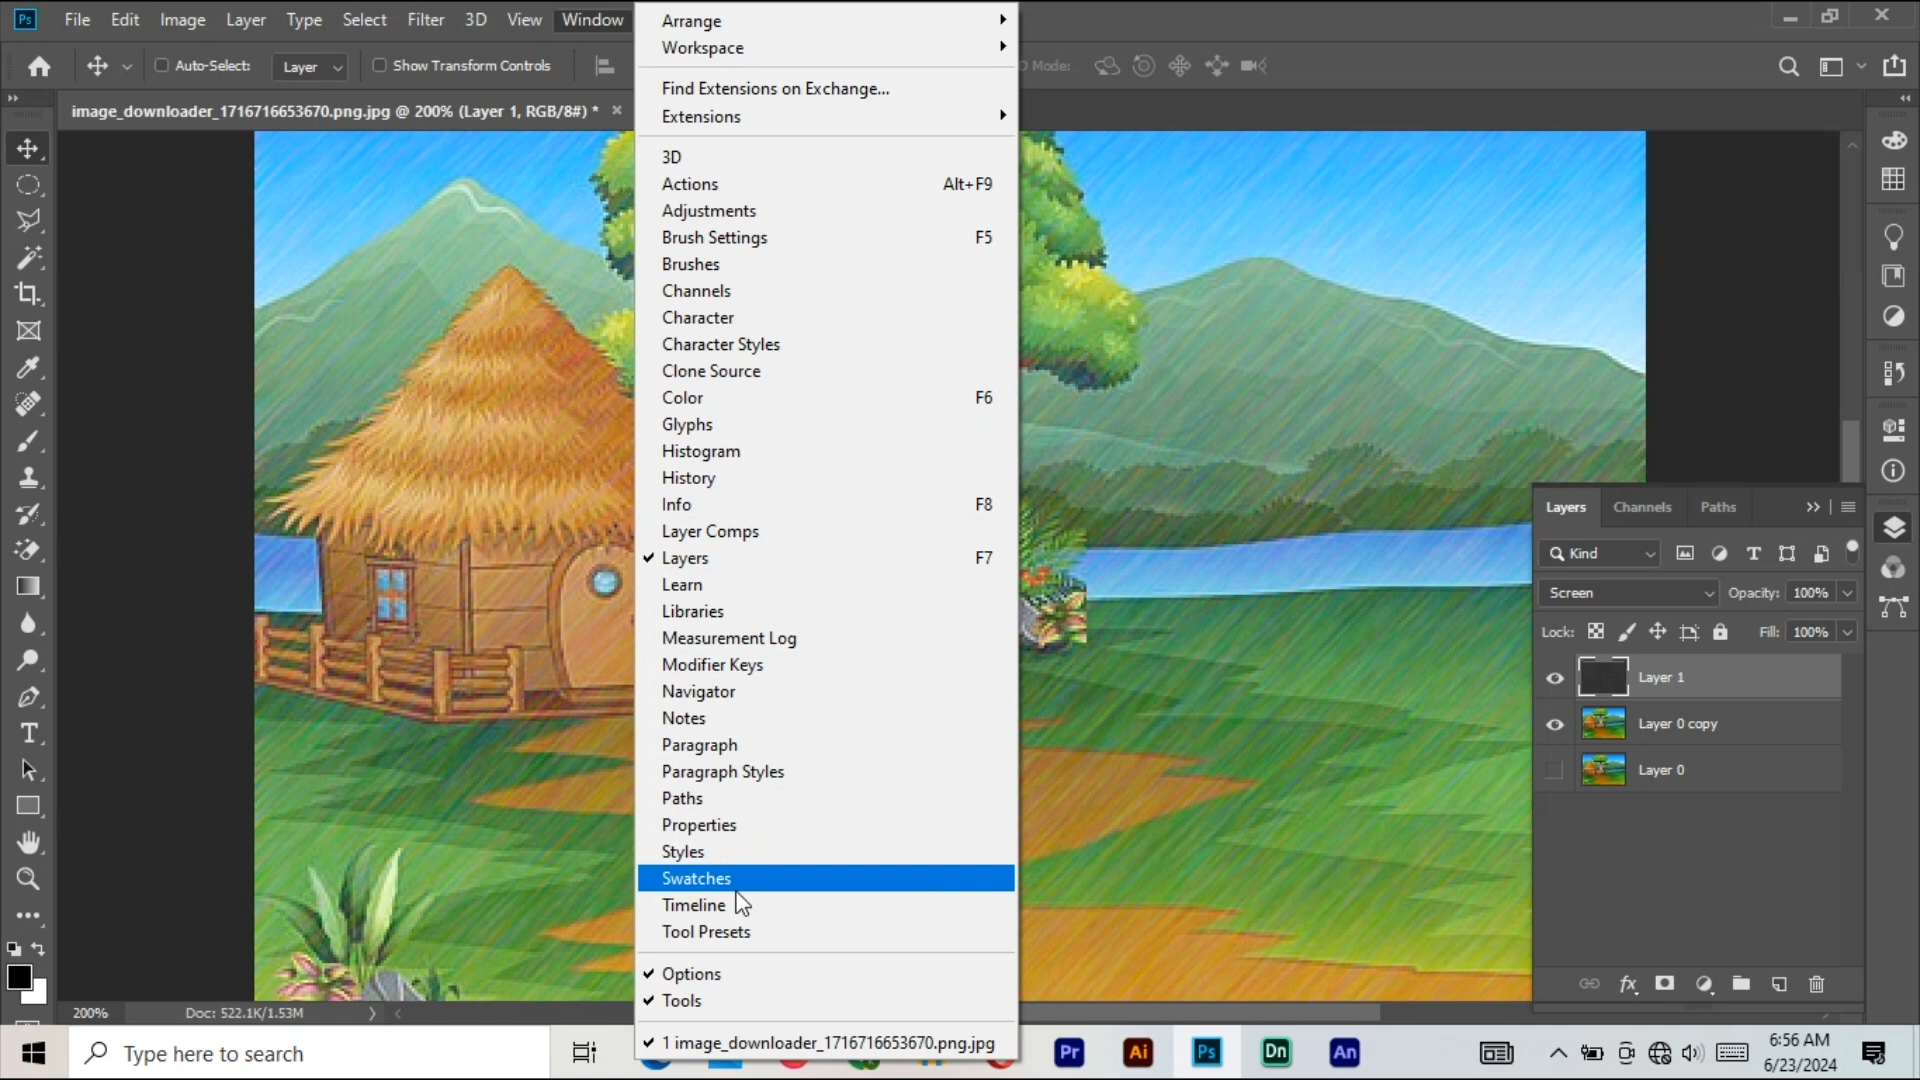 Ps File Edit Image Layer Type Select Filter 3D View Window
Auto-Select: Layer Show Transform Controls
D Mode:
image_downloader_1716716653670.png.jpg @ 200% (Layer 1, RGB/8#) *
Arrange
Workspace
Find Extensions on Exchange...
Extensions
3D
Actions Alt+F9
Adjustments
Brush Settings F5
Brushes
Channels
Character
Character Styles
Clone Source
Color F6
Glyphs
Histogram
History
Info F8
Layer Comps
Layers F7
Learn
Libraries
Measurement Log
Modifier Keys
Navigator
Notes
Paragraph
Paragraph Styles
Paths
Properties
Styles
Swatches
Timeline
Tool Presets
Options
Tools
1 image_downloader_1716716653670.png.jpg
Layers Channels Paths
Kind
Screen Opacity: 100%
Lock: Fill: 100%
Layer 1
Layer 0 copy
Layer 0
fx
200% Doc: 522.1K/1.53M
Type here to search
Pr Ai Ps Dn An
6:56 AM
6/23/2024